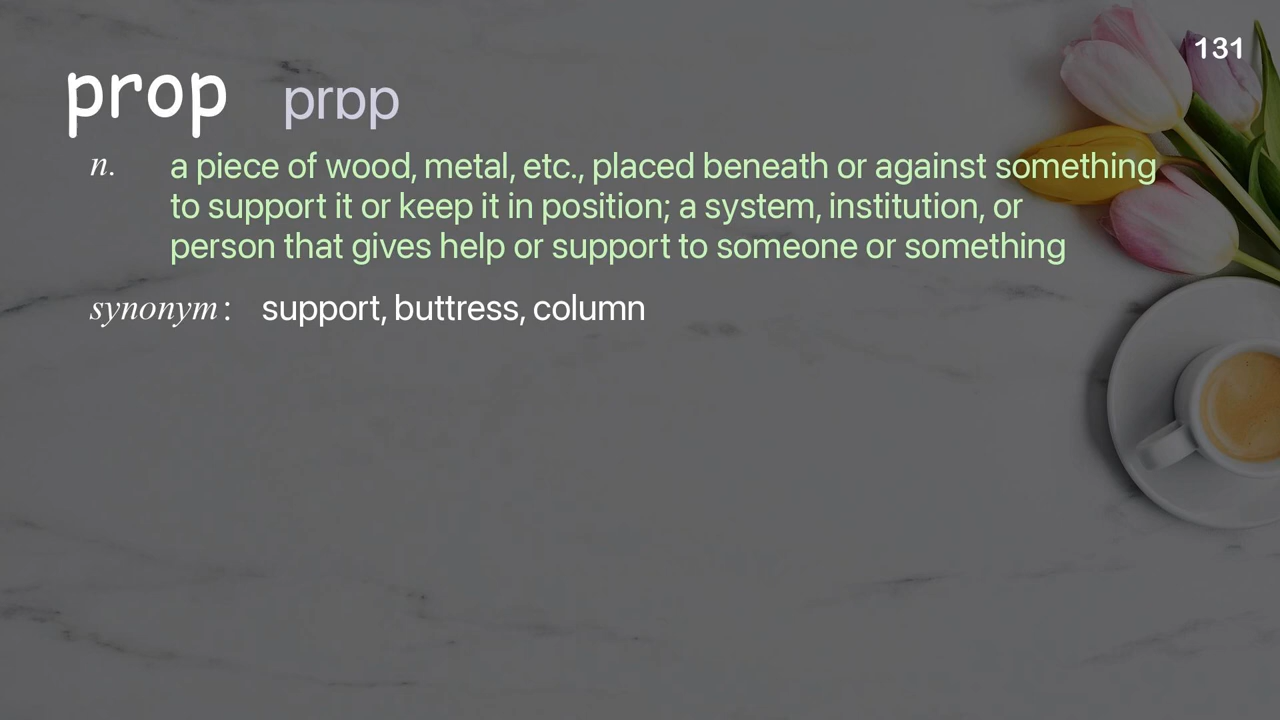 131
prop prɒp
n. a piece of wood, metal, etc., placed beneath or against something
to support it or keep it in position; a system, institution, or
person that gives help or support to someone or something
synonym: support, buttress, column